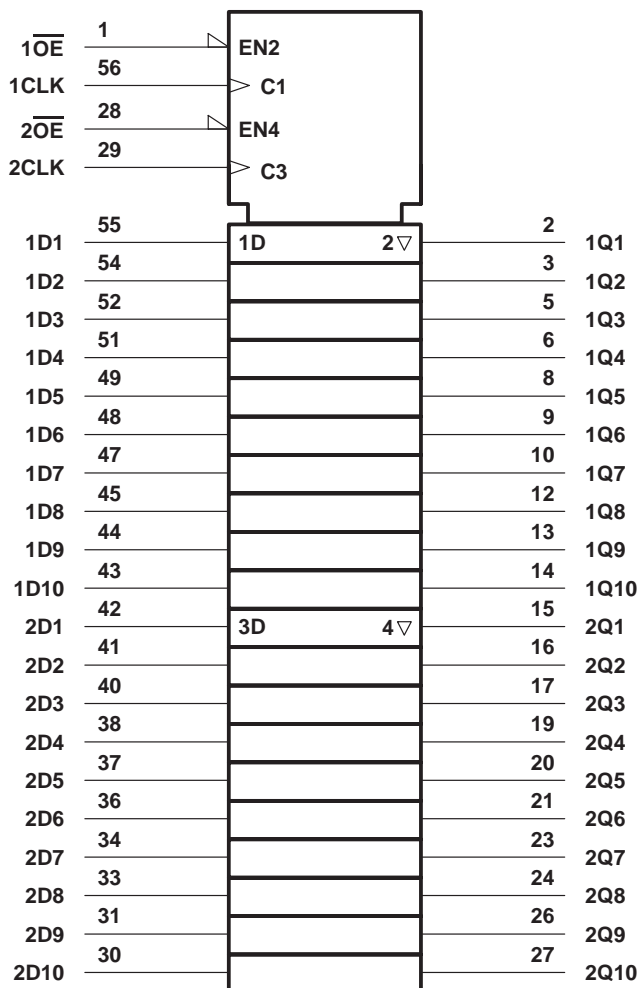 1O̅E̅ 1 EN2
1CLK 56 C1
2O̅E̅ 28 EN4
2CLK 29 C3
1D1 55 1D 2▽ 2 1Q1
1D2 54 3 1Q2
1D3 52 5 1Q3
1D4 51 6 1Q4
1D5 49 8 1Q5
1D6 48 9 1Q6
1D7 47 10 1Q7
1D8 45 12 1Q8
1D9 44 13 1Q9
1D10 43 14 1Q10
2D1 42 3D 4▽ 15 2Q1
2D2 41 16 2Q2
2D3 40 17 2Q3
2D4 38 19 2Q4
2D5 37 20 2Q5
2D6 36 21 2Q6
2D7 34 23 2Q7
2D8 33 24 2Q8
2D9 31 26 2Q9
2D10 30 27 2Q10